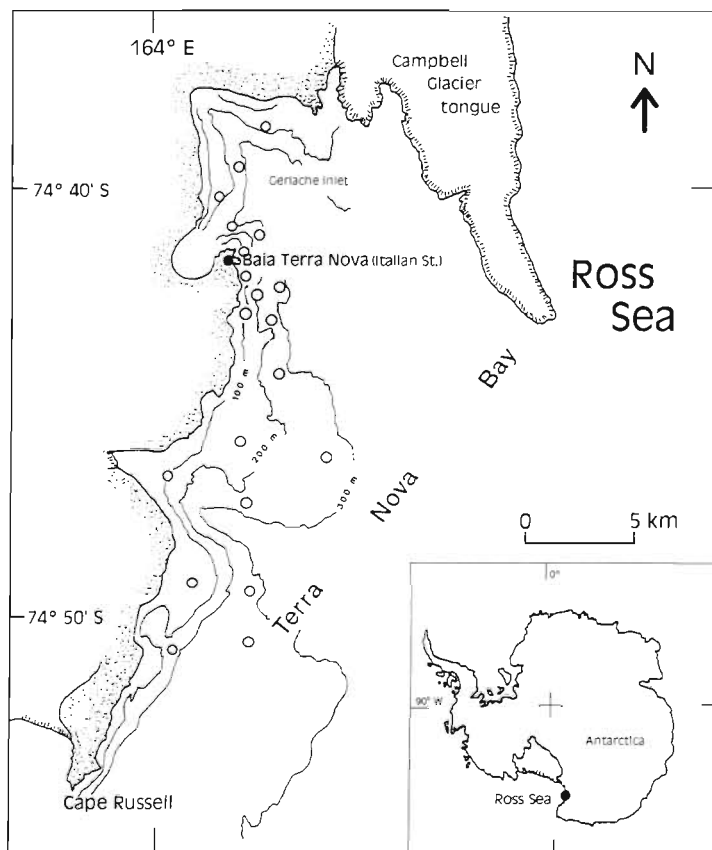 164° E
Campbell
Glacier
tongue
N
74° 40' S
Gerlache Inlet
Baia Terra Nova (Italian St.)
Ross
Sea
Bay
100 m
200 m
300 m
Nova
0 5 km
Terra
74° 50' S
0°
90° W
Antarctica
Ross Sea
Cape Russell